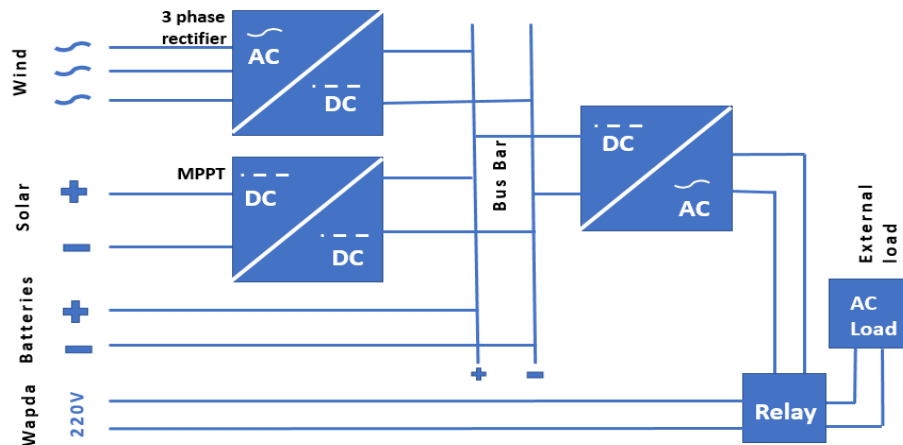 3 phase
rectifier
Wind
AC
DC
MPPT
Solar
+
−
DC
DC
Bus Bar
DC
AC
Batteries
+
−
+
−
Wapda
220V
Relay
External
load
AC
Load